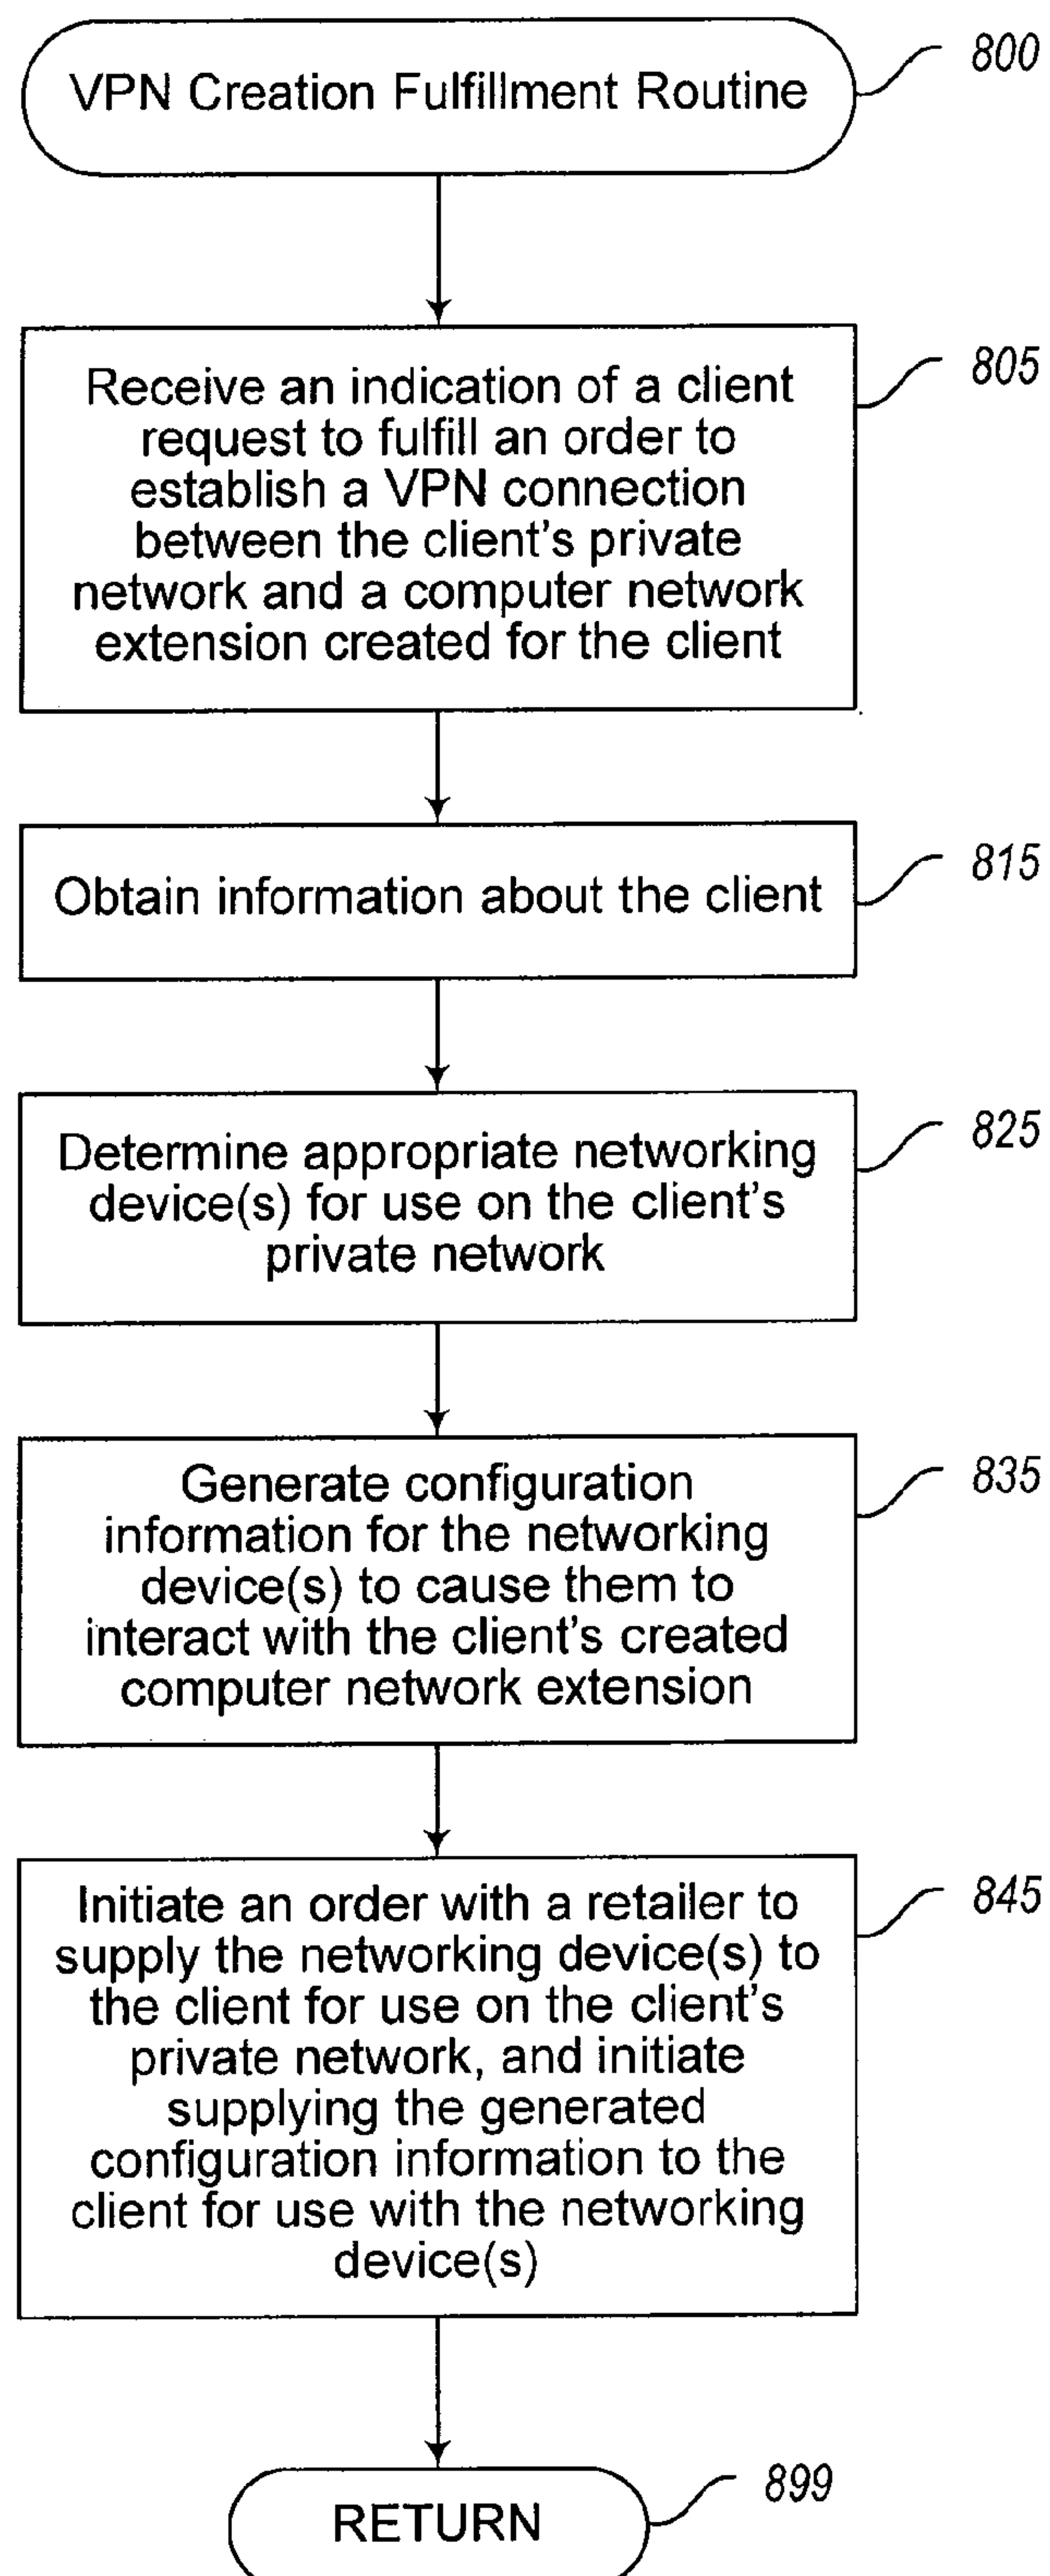 VPN Creation Fulfillment Routine
800
Receive an indication of a client
request to fulfill an order to
establish a VPN connection
between the client's private
network and a computer network
extension created for the client
805
Obtain information about the client
815
Determine appropriate networking
device(s) for use on the client's
private network
825
Generate configuration
information for the networking
device(s) to cause them to
interact with the client's created
computer network extension
835
Initiate an order with a retailer to
supply the networking device(s) to
the client for use on the client's
private network, and initiate
supplying the generated
configuration information to the
client for use with the networking
device(s)
845
RETURN
899